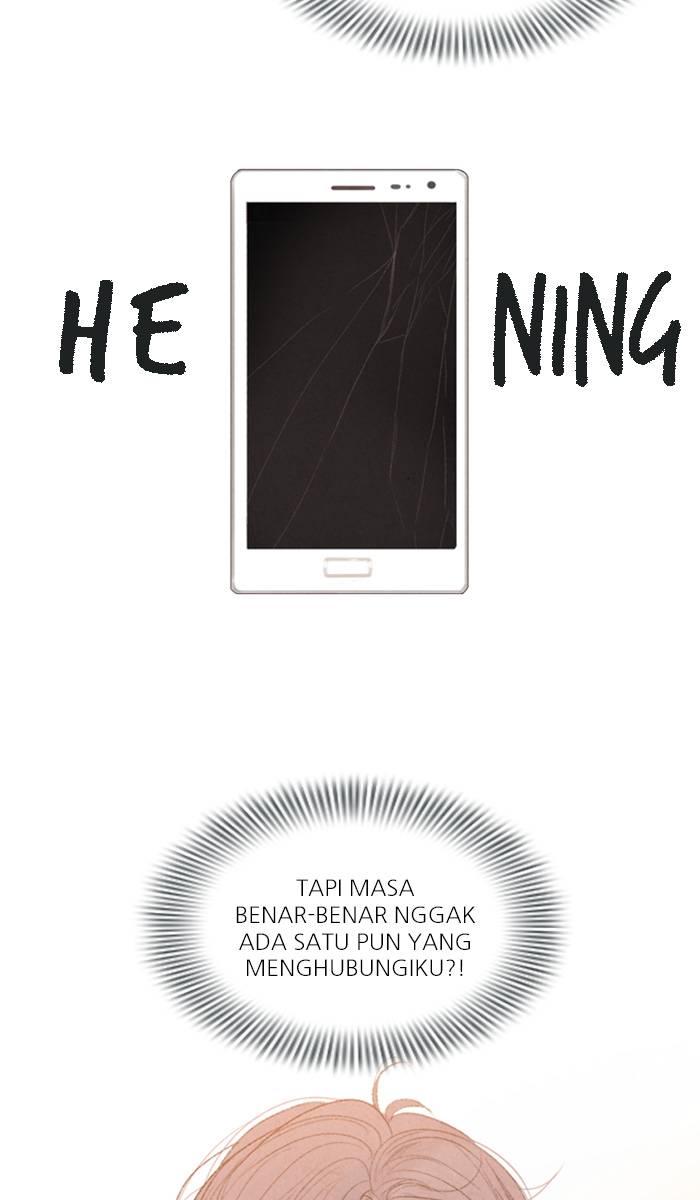 HE NING
TAPI MASA
BENAR-BENAR NGGAK
ADA SATU PUN YANG
MENGHUBUNGIKU?!